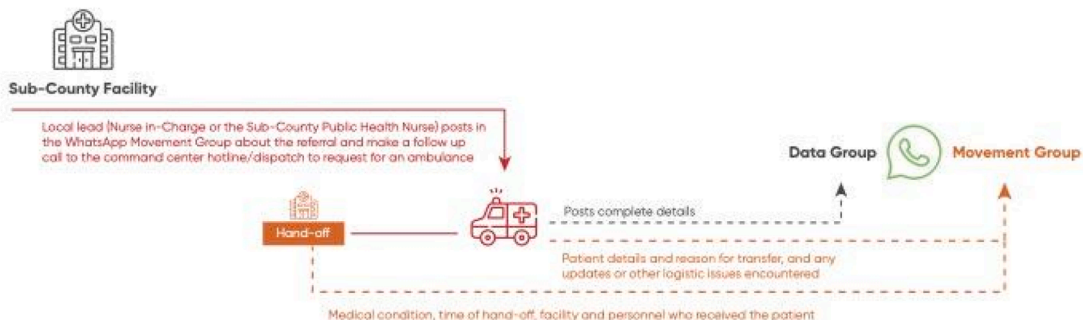 Sub-County Facility
Local lead (Nurse in-Charge or the Sub-County Public Health Nurse) posts in
the WhatsApp Movement Group about the referral and make a follow up
call to the command center hotline/dispatch to request for an ambulance
Data Group
Movement Group
Hand-off
Posts complete details
Patient details and reason for transfer, and any
updates or other logistic issues encountered
Medical condition, time of hand-off, facility and personnel who received the patient